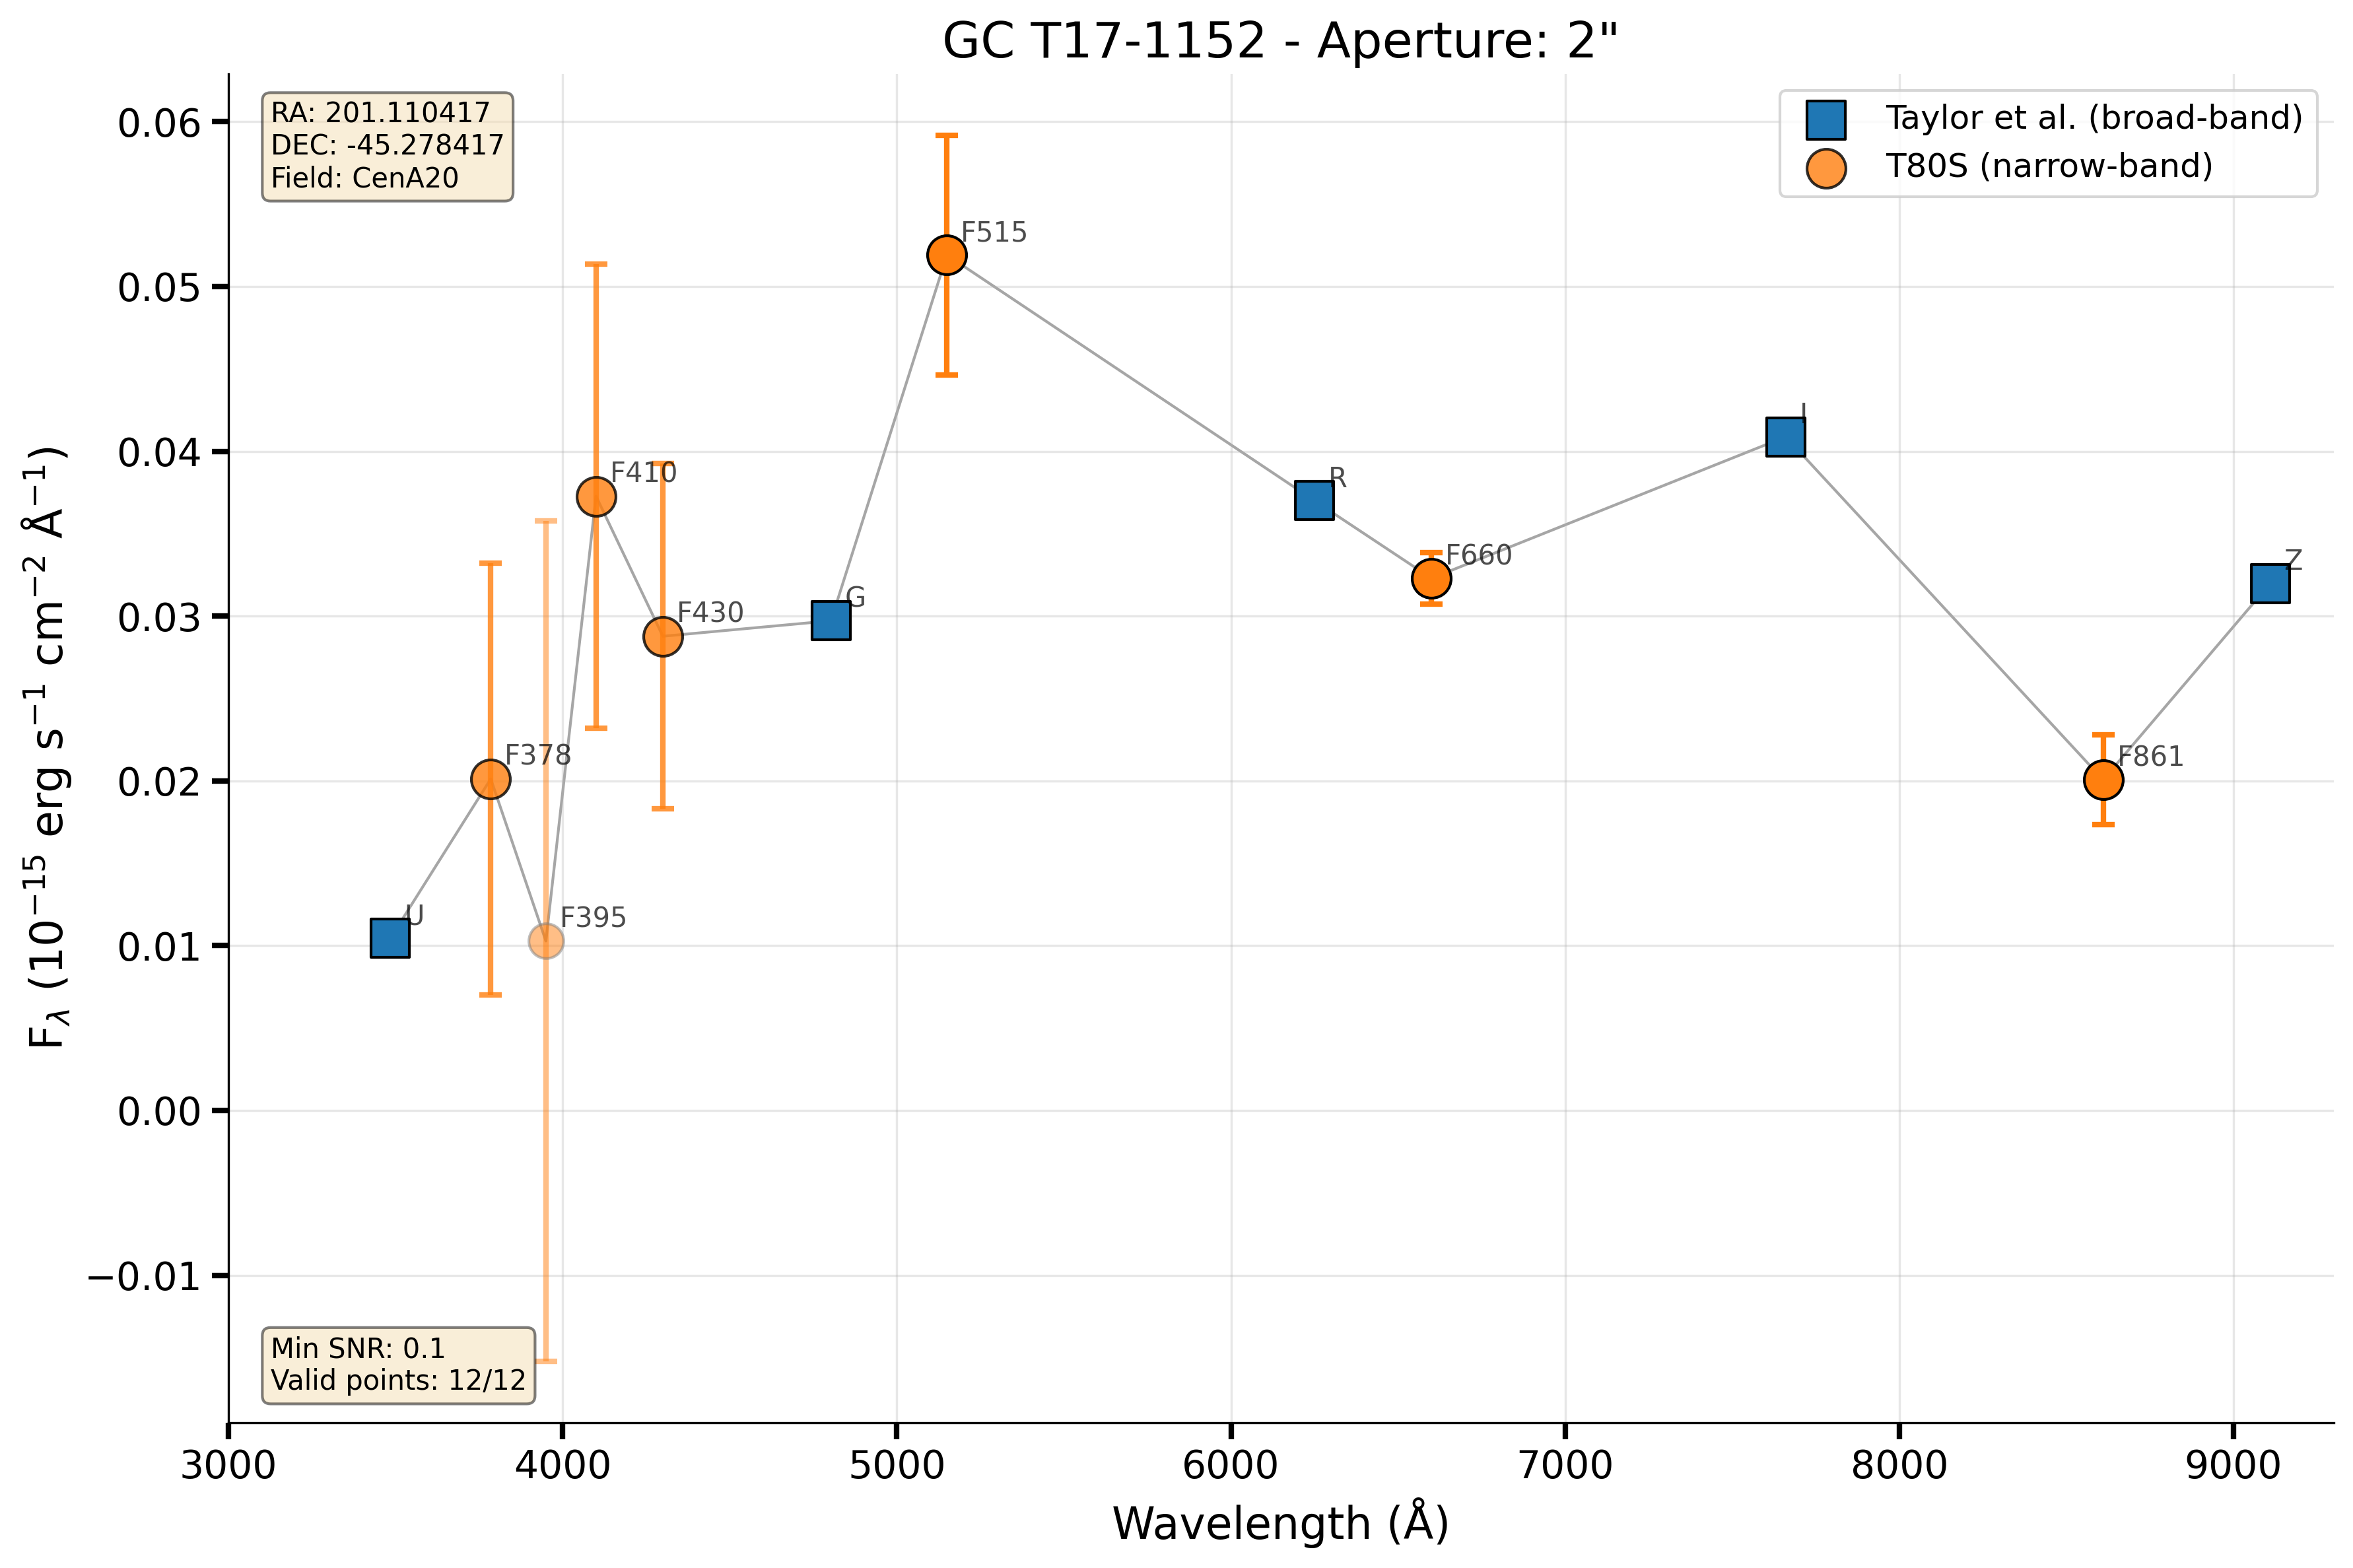 GC T17-1152 - Aperture: 2"
RA: 201.110417
DEC: -45.278417
Field: CenA20
Taylor et al. (broad-band)
T80S (narrow-band)
0.06
0.05
0.04
0.03
0.02
0.01
0.00
−0.01
F$_λ$ (10$^{−15}$ erg s$^{−1}$ cm$^{−2}$ Å$^{−1}$)
U
F378
F395
F410
F430
G
F515
R
F660
I
F861
Z
Min SNR: 0.1
Valid points: 12/12
3000
4000
5000
6000
7000
8000
9000
Wavelength (Å)